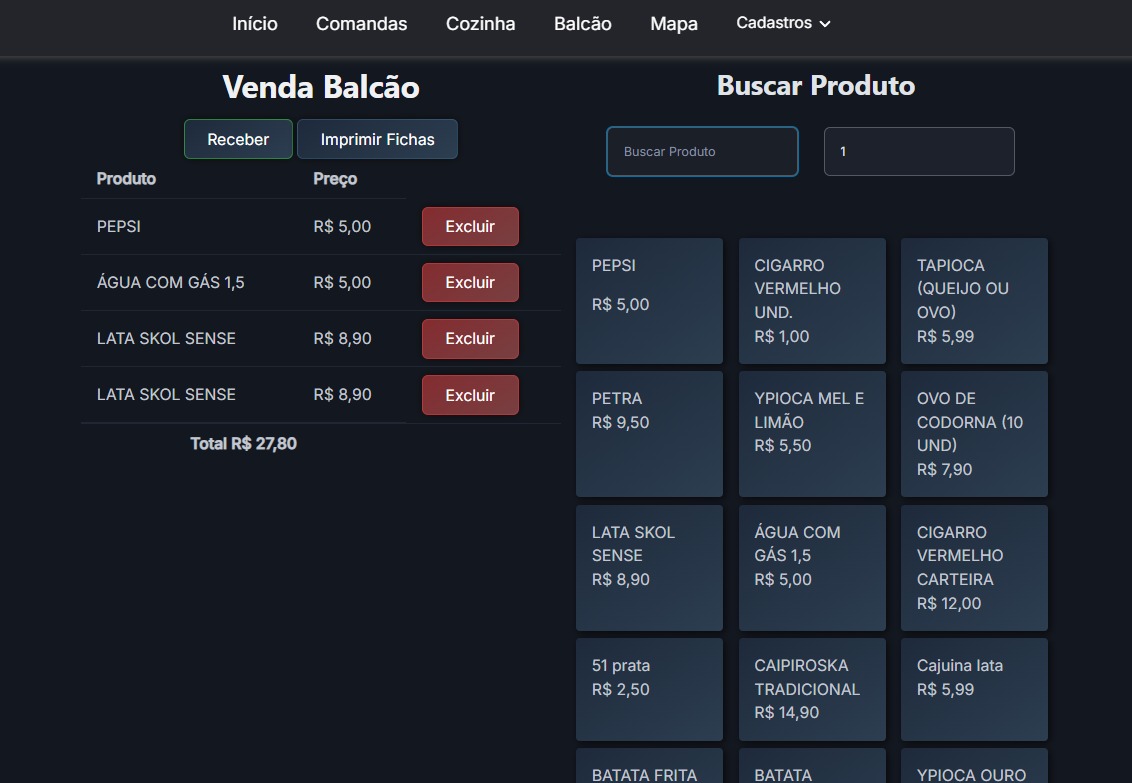 Início Comandas Cozinha Balcão Mapa Cadastros
Venda Balcão
Receber Imprimir Fichas
Produto Preço
PEPSI R$ 5,00 Excluir
ÁGUA COM GÁS 1,5 R$ 5,00 Excluir
LATA SKOL SENSE R$ 8,90 Excluir
LATA SKOL SENSE R$ 8,90 Excluir
Total R$ 27,80
Buscar Produto
Buscar Produto 1
PEPSI
R$ 5,00
CIGARRO
VERMELHO
UND.
R$ 1,00
TAPIOCA
(QUEIJO OU
OVO)
R$ 5,99
PETRA
R$ 9,50
YPIOCA MEL E
LIMÃO
R$ 5,50
OVO DE
CODORNA (10
UND)
R$ 7,90
LATA SKOL
SENSE
R$ 8,90
ÁGUA COM
GÁS 1,5
R$ 5,00
CIGARRO
VERMELHO
CARTEIRA
R$ 12,00
51 prata
R$ 2,50
CAIPIROSKA
TRADICIONAL
R$ 14,90
Cajuina lata
R$ 5,99
BATATA FRITA
BATATA
YPIOCA OURO